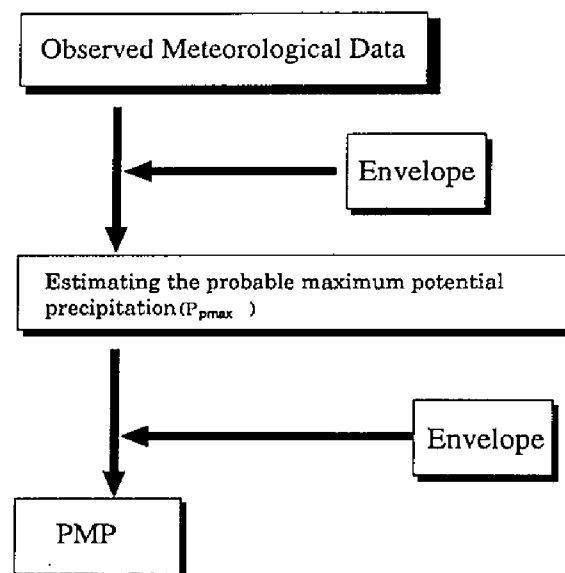 Observed Meteorological Data
Envelope
Estimating the probable maximum potential
precipitation (Ppmax )
Envelope
PMP